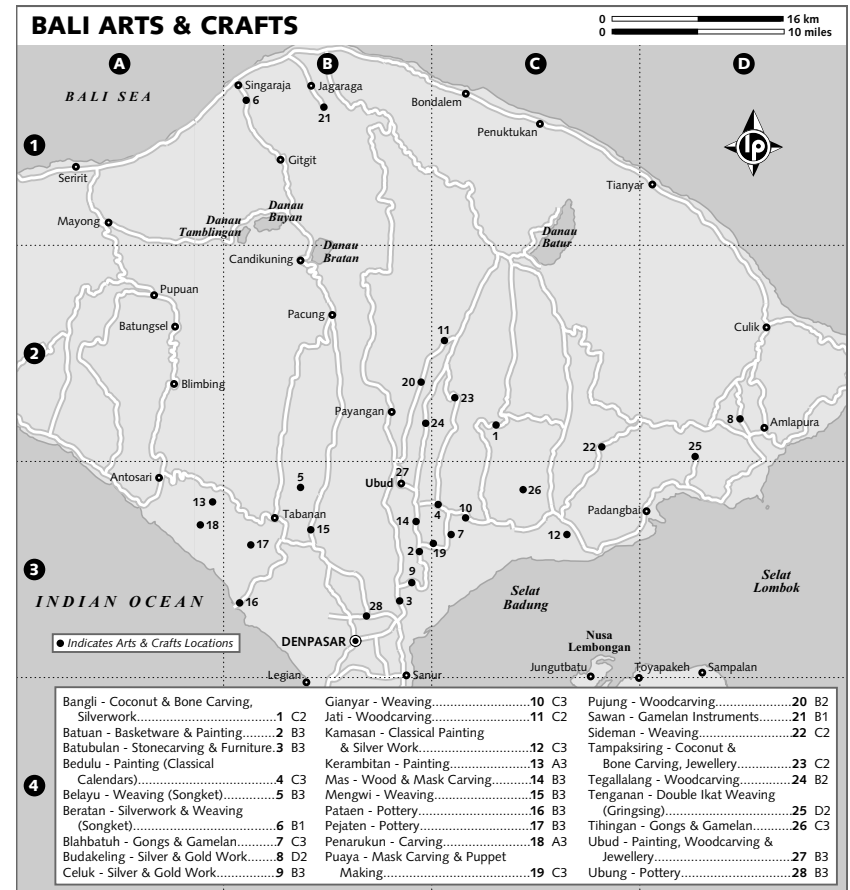 BALI ARTS & CRAFTS
0 16 km
0 10 miles
A
B
C
D
BALI SEA
Singaraja
Jagaraga
6
21
Bondalem
Penuktukan
1
lp
Gitgit
Seririt
Tianyar
Mayong
Danau
Tamblingan
Danau
Buyan
Danau
Bratan
Danau
Batur
Candikuning
Pupuan
Pacung
Batungsel
Culik
11
2
Blimbing
20
23
Payangan
24
1
8
Amlapura
22
25
Antosari
5
27
Ubud
26
13
4
10
Padangbai
18
Tabanan
14
15
7
12
17
2
19
3
9
Selat
Badung
Selat
Lombok
INDIAN OCEAN
16
28
3
Indicates Arts & Crafts Locations
DENPASAR
Nusa
Lembongan
Jungutbatu
Toyapakeh
Sampalan
Legian
Sanur
4
Bangli - Coconut & Bone Carving,
Silverwork 1 C2
Batuan - Basketware & Painting 2 B3
Batubulan - Stonecarving & Furniture.3 B3
Bedulu - Painting (Classical
Calendars) 4 C3
Belayu - Weaving (Songket) 5 B3
Beratan - Silverwork & Weaving
(Songket) 6 B1
Blahbatuh - Gongs & Gamelan 7 C3
Budakeling - Silver & Gold Work 8 D2
Celuk - Silver & Gold Work 9 B3
Gianyar - Weaving 10 C3
Jati - Woodcarving 11 C2
Kamasan - Classical Painting
& Silver Work 12 C3
Kerambitan - Painting 13 A3
Mas - Wood & Mask Carving 14 B3
Mengwi - Weaving 15 B3
Pataen - Pottery 16 B3
Pejaten - Pottery 17 B3
Penarukun - Carving 18 A3
Puaya - Mask Carving & Puppet
Making 19 C3
Pujung - Woodcarving 20 B2
Sawan - Gamelan Instruments 21 B1
Sideman - Weaving 22 C2
Tampaksiring - Coconut &
Bone Carving, Jewellery 23 C2
Tegallalang - Woodcarving 24 B2
Tenganan - Double Ikat Weaving
(Gringsing) 25 D2
Tihingan - Gongs & Gamelan 26 C3
Ubud - Painting, Woodcarving &
Jewellery 27 B3
Ubung - Pottery 28 B3